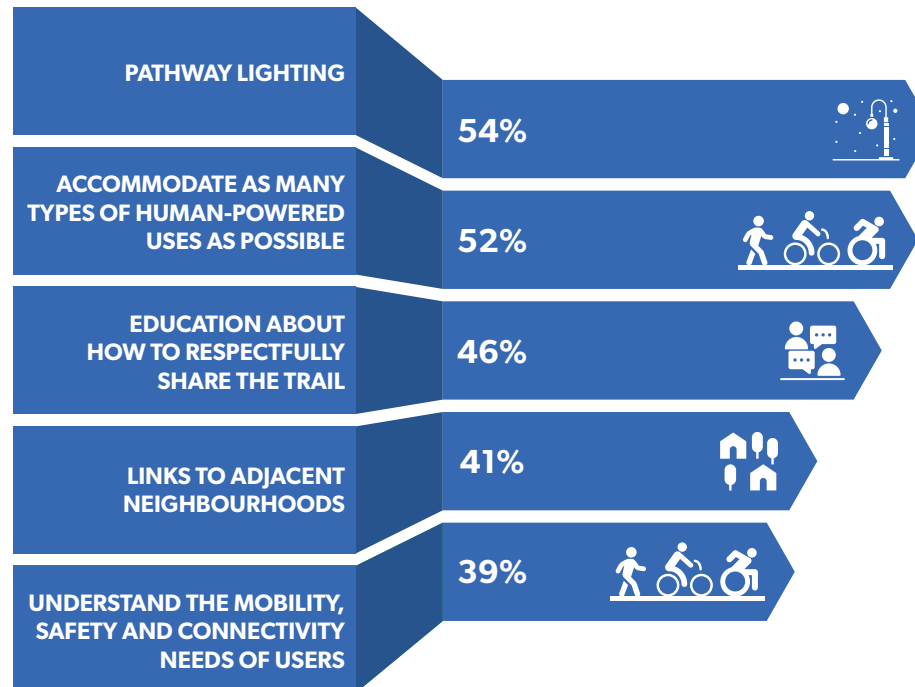 PATHWAY LIGHTING
54%
ACCOMMODATE AS MANY
TYPES OF HUMAN-POWERED
USES AS POSSIBLE
52%
EDUCATION ABOUT
HOW TO RESPECTFULLY
SHARE THE TRAIL
46%
LINKS TO ADJACENT
NEIGHBOURHOODS
41%
UNDERSTAND THE MOBILITY,
SAFETY AND CONNECTIVITY
NEEDS OF USERS
39%